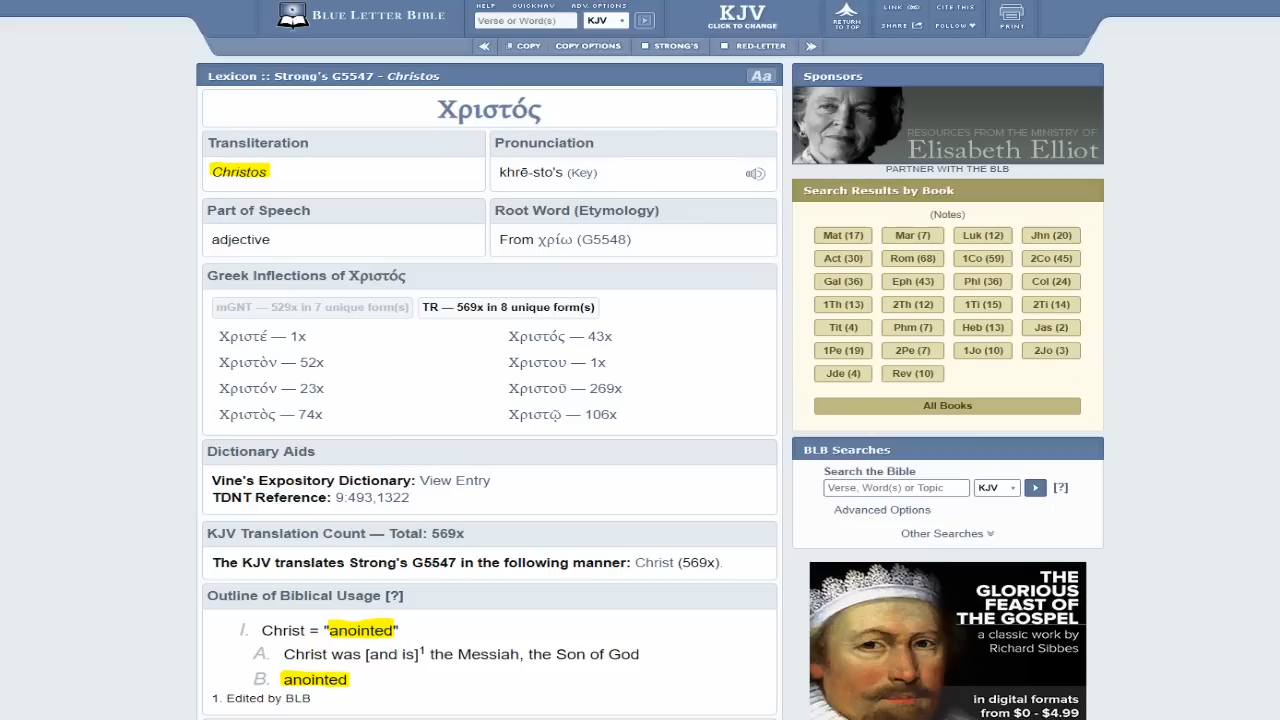 BLUE LETTER BIBLE
HELP QUICKNAV ADV. OPTIONS
Verse or Word(s) KJV
KJV
CLICK TO CHANGE
RETURN
TO TOP
LINK CITE THIS
SHARE FOLLOW
PRINT
COPY COPY OPTIONS STRONG'S RED-LETTER
Lexicon :: Strong's G5547 - Christos
Aa
Χριστός
Transliteration
Christos
Pronunciation
khrē-sto's (Key)
Part of Speech
adjective
Root Word (Etymology)
From χρίω (G5548)
Greek Inflections of Χριστός
mGNT — 529x in 7 unique form(s) TR — 569x in 8 unique form(s)
Χριστέ — 1x Χριστός — 43x
Χριστὸν — 52x Χριστου — 1x
Χριστόν — 23x Χριστοῦ — 269x
Χριστὸς — 74x Χριστῷ — 106x
Dictionary Aids
Vine's Expository Dictionary: View Entry
TDNT Reference: 9:493,1322
KJV Translation Count — Total: 569x
The KJV translates Strong's G5547 in the following manner: Christ (569x).
Outline of Biblical Usage [?]
I. Christ = "anointed"
A. Christ was [and is]¹ the Messiah, the Son of God
B. anointed
1. Edited by BLB
Sponsors
RESOURCES FROM THE MINISTRY OF
Elisabeth Elliot
PARTNER WITH THE BLB
Search Results by Book
(Notes)
Mat (17) Mar (7) Luk (12) Jhn (20)
Act (30) Rom (68) 1Co (59) 2Co (45)
Gal (36) Eph (43) Phl (36) Col (24)
1Th (13) 2Th (12) 1Ti (15) 2Ti (14)
Tit (4) Phm (7) Heb (13) Jas (2)
1Pe (19) 2Pe (7) 1Jo (10) 2Jo (3)
Jde (4) Rev (10)
All Books
BLB Searches
Search the Bible
Verse, Word(s) or Topic KJV [?]
Advanced Options
Other Searches
THE
GLORIOUS
FEAST OF
THE GOSPEL
a classic work by
Richard Sibbes
in digital formats
from $0 - $4.99